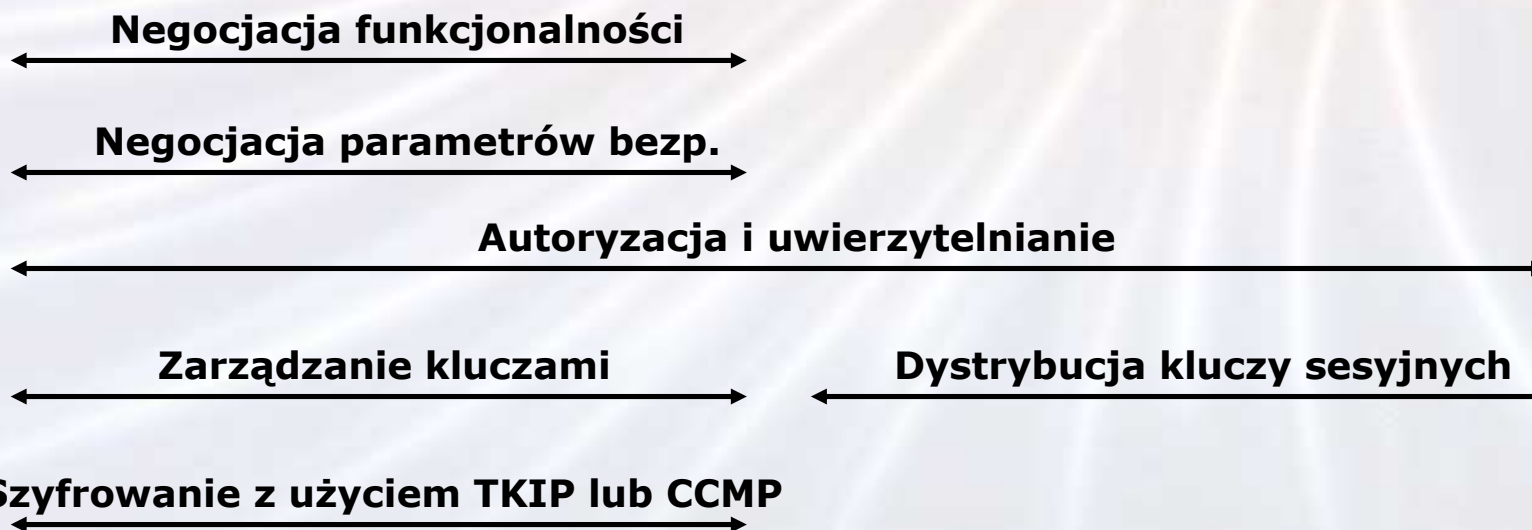 Negocjacja funkcjonalności
Negocjacja parametrów bezp.
Autoryzacja i uwierzytelnianie
Zarządzanie kluczami
Dystrybucja kluczy sesyjnych
Szyfrowanie z użyciem TKIP lub CCMP